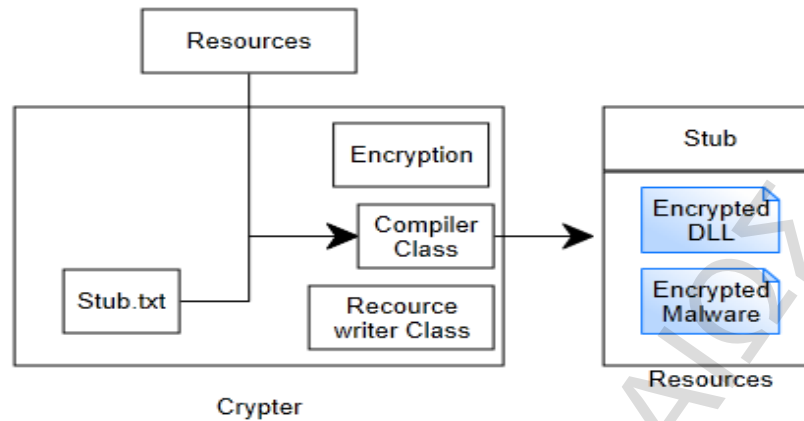 Resources
Encryption
Compiler
Class
Stub.txt
Recource
writer Class
Crypter
Stub
Encrypted
DLL
Encrypted
Malware
Resources